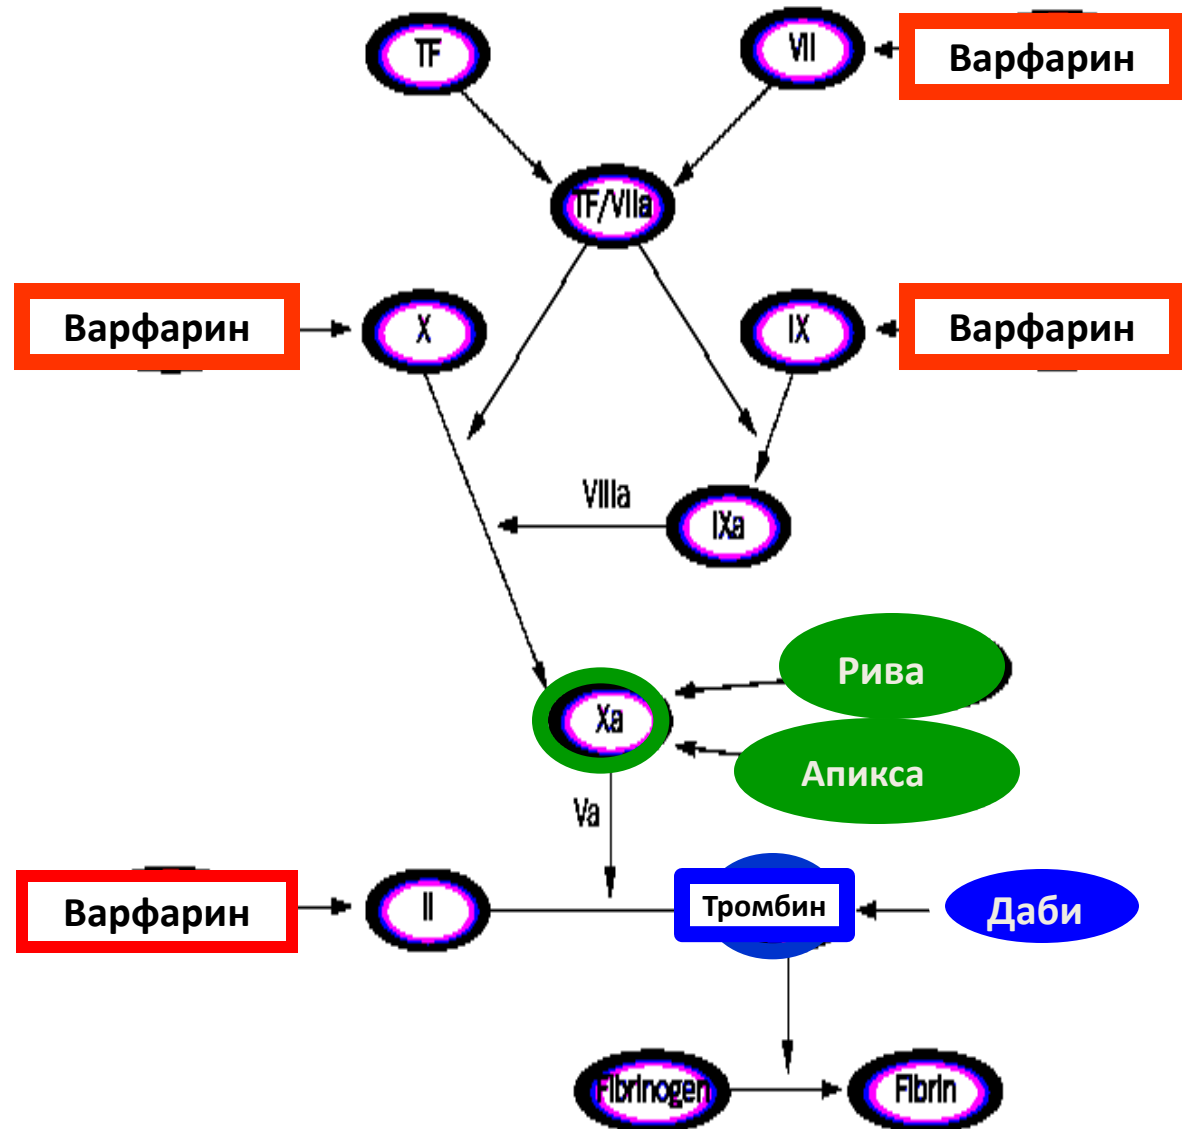 TF
VII
Варфарин
TF/VIIa
Варфарин
X
IX
Варфарин
VIIIa
IXa
Рива
Xa
Апикса
Va
Варфарин
II
Тромбин
Даби
Fibrinogen
Fibrin